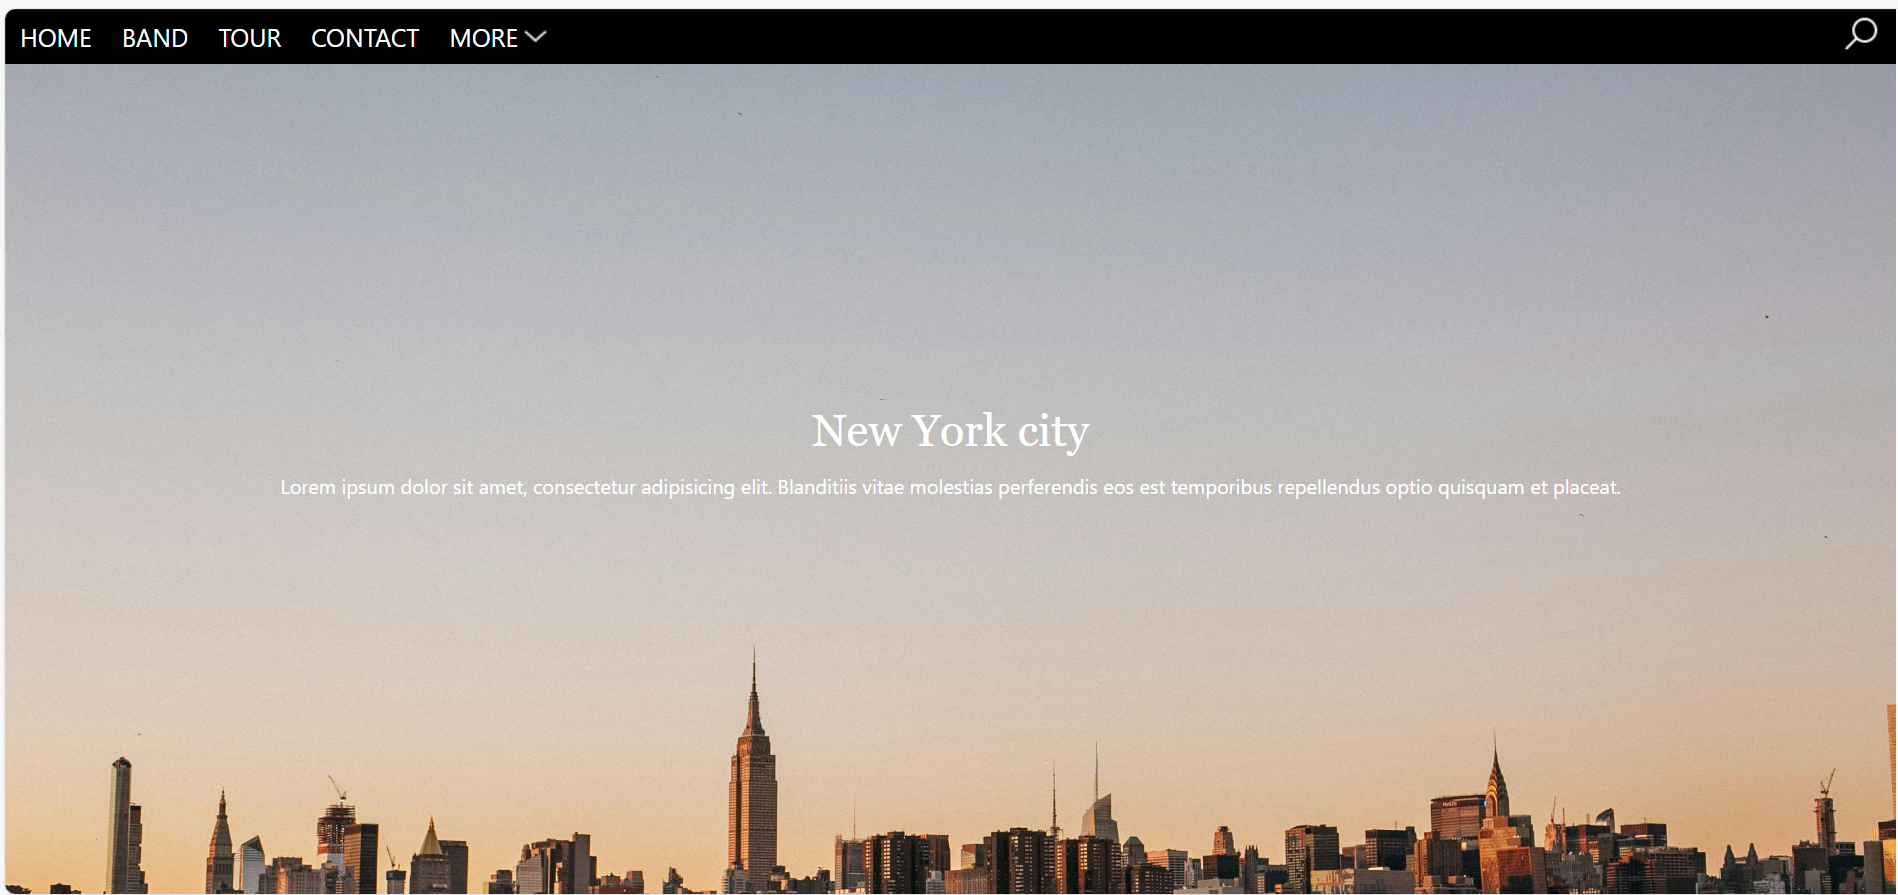 HOME BAND TOUR CONTACT MORE
New York city
Lorem ipsum dolor sit amet, consectetur adipisicing elit. Blanditiis vitae molestias perferendis eos est temporibus repellendus optio quisquam et placeat.
MetLife